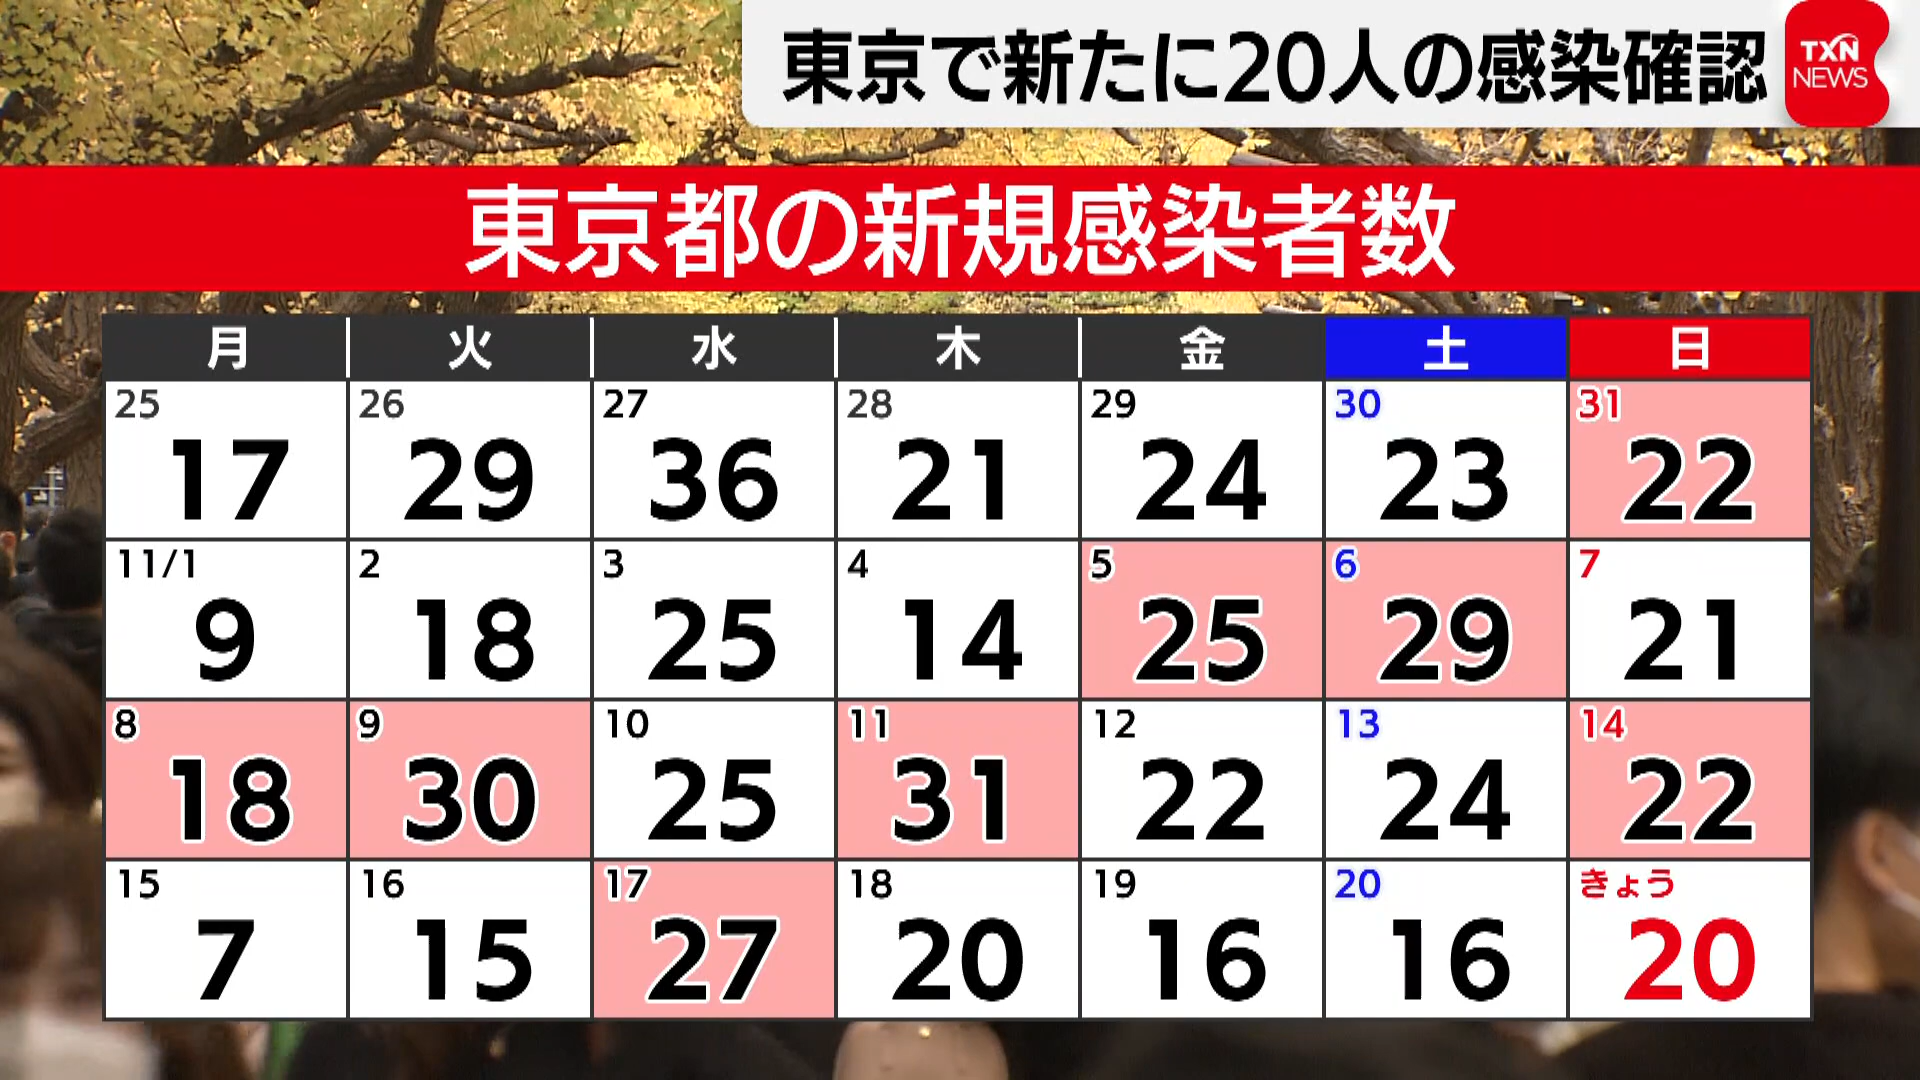 東京で新たに20人の感染確認
TXN
NEWS
東京都の新規感染者数
月 火 水 木 金 土 日
25 26 27 28 29 30 31
17 29 36 21 24 23 22
11/1 2 3 4 5 6 7
9 18 25 14 25 29 21
8 9 10 11 12 13 14
18 30 25 31 22 24 22
15 16 17 18 19 20 きょう
7 15 27 20 16 16 20